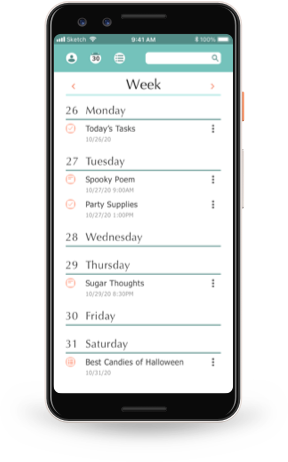 Sketch 9:41 AM 100%
30
Week
26 Monday
Today's Tasks
10/26/20
27 Tuesday
Spooky Poem
10/27/20 9:00AM
Party Supplies
10/27/20 1:00PM
28 Wednesday
29 Thursday
Sugar Thoughts
10/29/20 8:30PM
30 Friday
31 Saturday
Best Candies of Halloween
10/31/20